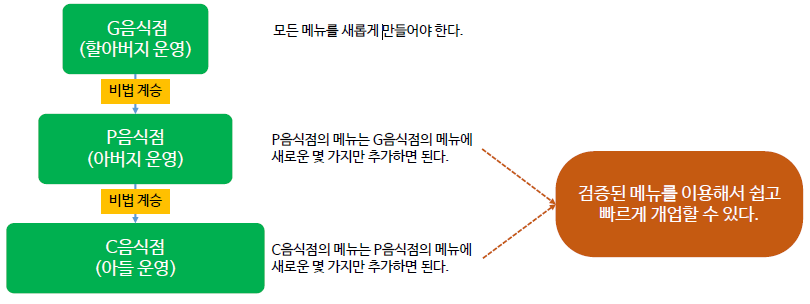 G음식점
(할아버지 운영)
모든 메뉴를 새롭게 만들어야 한다.
비법 계승
P음식점
(아버지 운영)
P음식점의 메뉴는 G음식점의 메뉴에
새로운 몇 가지만 추가하면 된다.
비법 계승
검증된 메뉴를 이용해서 쉽고
빠르게 개업할 수 있다.
C음식점
(아들 운영)
C음식점의 메뉴는 P음식점의 메뉴에
새로운 몇 가지만 추가하면 된다.